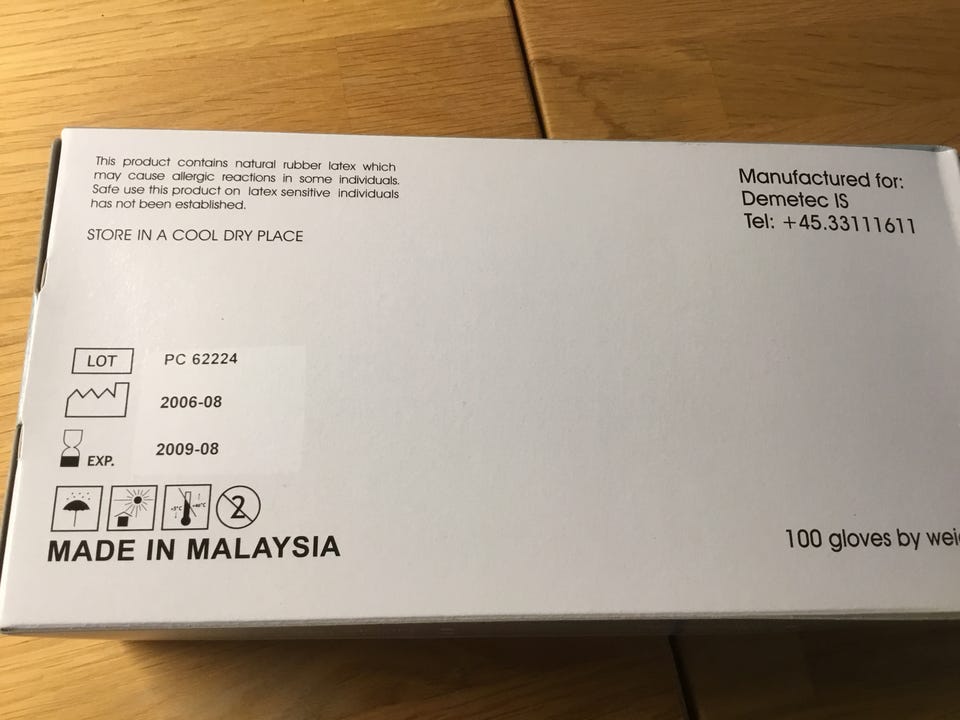 This product contains natural rubber latex which
may cause allergic reactions in some individuals.
Safe use this product on latex sensitive individuals
has not been established.
STORE IN A COOL DRY PLACE
Manufactured for:
Demetec IS
Tel: +45.33111611
LOT PC 62224
2006-08
EXP. 2009-08
2
MADE IN MALAYSIA
100 gloves by